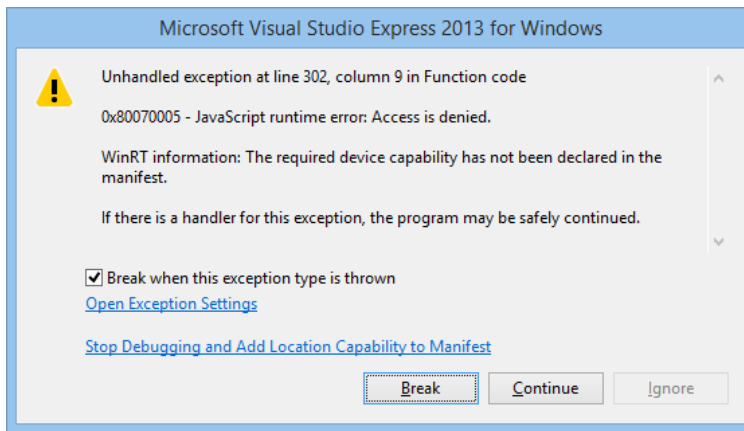 Microsoft Visual Studio Express 2013 for Windows
Unhandled exception at line 302, column 9 in Function code
0x80070005 - JavaScript runtime error: Access is denied.
WinRT information: The required device capability has not been declared in the
manifest.
If there is a handler for this exception, the program may be safely continued.
Break when this exception type is thrown
Open Exception Settings
Stop Debugging and Add Location Capability to Manifest
Break Continue Ignore